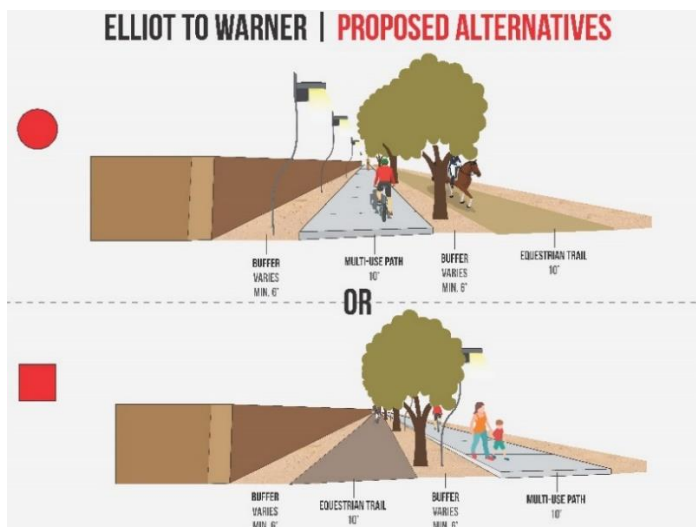 ELLIOT TO WARNER | PROPOSED ALTERNATIVES
BUFFER
VARIES
MIN. 6"
MULTI-USE PATH
10"
BUFFER
VARIES
MIN. 6"
EQUESTRIAN TRAIL
10"
OR
BUFFER
VARIES
MIN. 6"
EQUESTRIAN TRAIL
10"
BUFFER
VARIES
MIN. 6"
MULTI-USE PATH
10"